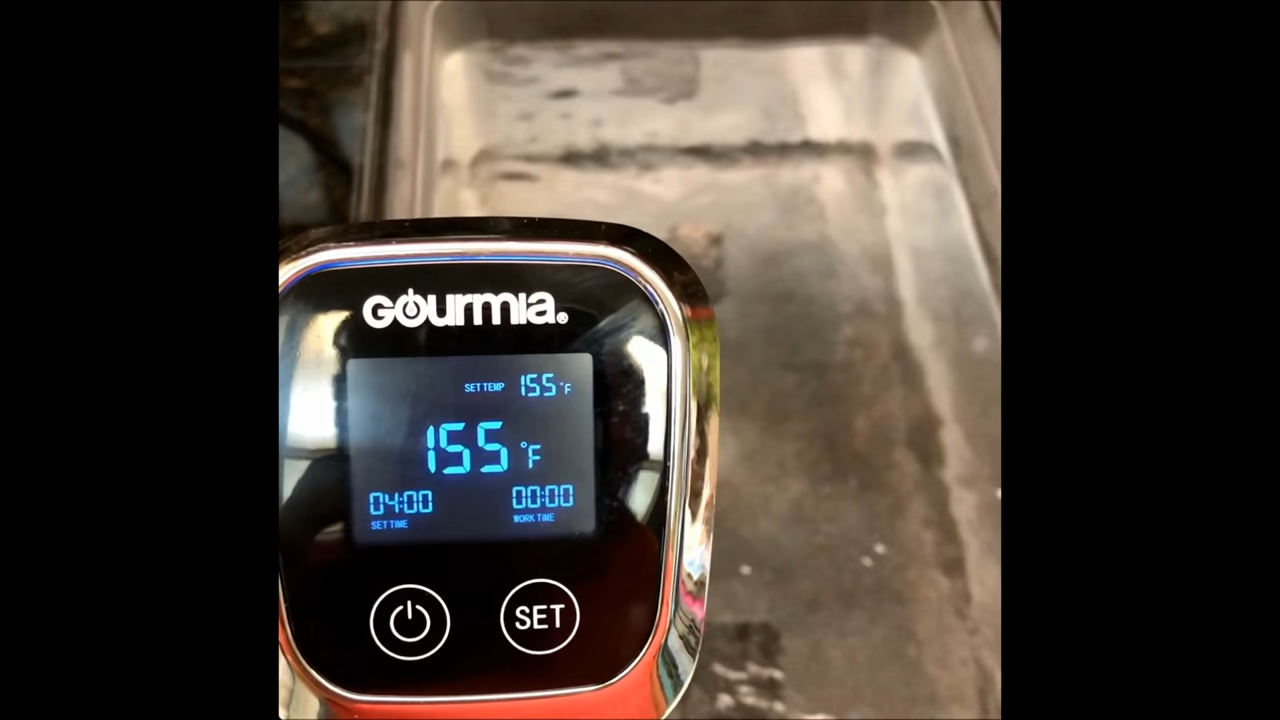 Gourmia®
SET TEMP 155°F
155°F
04:00 00:00
SET TIME WORK TIME
SET